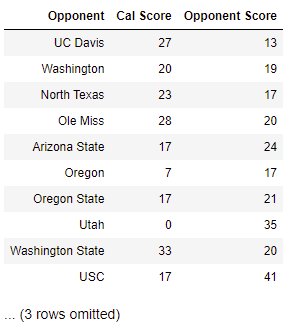 Opponent Cal Score Opponent Score
UC Davis 27 13
Washington 20 19
North Texas 23 17
Ole Miss 28 20
Arizona State 17 24
Oregon 7 17
Oregon State 17 21
Utah 0 35
Washington State 33 20
USC 17 41
... (3 rows omitted)